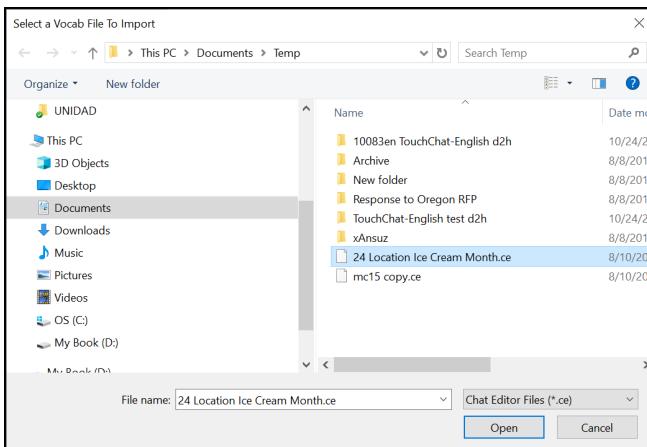 Select a Vocab File To Import
This PC > Documents > Temp
Search Temp
Organize
New folder
UNIDAD
This PC
3D Objects
Desktop
Documents
Downloads
Music
Pictures
Videos
OS (C:)
My Book (D:)
My Book (D:)
Name
Date mo
10083en TouchChat-English d2h
10/24/2
Archive
8/8/201
New folder
8/8/201
Response to Oregon RFP
8/8/201
TouchChat-English test d2h
10/24/2
xAnsuz
8/8/201
24 Location Ice Cream Month.ce
8/10/20
mc15 copy.ce
8/10/20
File name:
24 Location Ice Cream Month.ce
Chat Editor Files (*.ce)
Open
Cancel